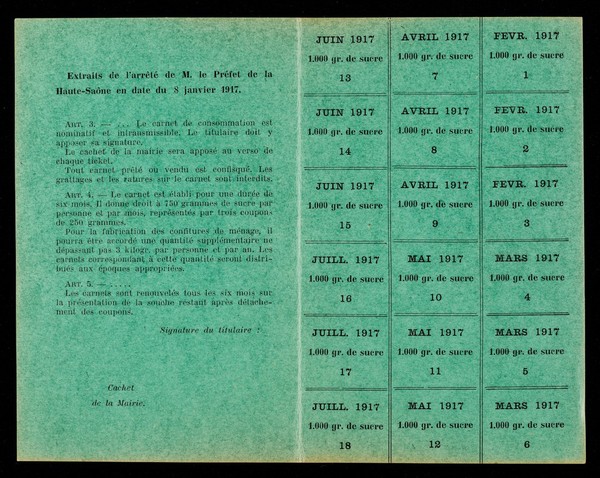 Extraits de l'arrêté de M. le Préfet de la
Haute-Saône en date du 8 janvier 1917.
ART. 3. — ... Le carnet de consommation est
nominatif et intransmissible. Le titulaire doit y
apposer sa signature.
Le cachet de la mairie sera apposé au verso de
chaque ticket.
Tout carnet prêté ou vendu est confisqué. Les
grattages et les ratures sur le carnet sont interdits.
ART. 4. — Le carnet est établi pour une durée de
six mois. Il donne droit à 750 grammes de sucre par
personne et par mois, représentés par trois coupons
de 250 grammes.
Pour la fabrication des confitures de ménage, il
pourra être accordé une quantité supplémentaire ne
dépassant pas 3 kilogr. par personne et par an. Les
carnets correspondant à cette quantité seront distri-
bués aux époques appropriées.
ART. 5. — .....
Les carnets sont renouvelés tous les six mois sur
la présentation de la souche restant après détache-
ment des coupons.
Signature du titulaire :
Cachet
de la Mairie.
JUIN 1917
1.000 gr. de sucre
13
AVRIL 1917
1.000 gr. de sucre
7
FEVR. 1917
1.000 gr. de sucre
1
JUIN 1917
1.000 gr. de sucre
14
AVRIL 1917
1.000 gr. de sucre
8
FEVR. 1917
1.000 gr. de sucre
2
JUIN 1917
1.000 gr. de sucre
15
AVRIL 1917
1.000 gr. de sucre
9
FEVR. 1917
1.000 gr. de sucre
3
JUILL. 1917
1.000 gr. de sucre
16
MAI 1917
1.000 gr. de sucre
10
MARS 1917
1.000 gr. de sucre
4
JUILL. 1917
1.000 gr. de sucre
17
MAI 1917
1.000 gr. de sucre
11
MARS 1917
1.000 gr. de sucre
5
JUILL. 1917
1.000 gr. de sucre
18
MAI 1917
1.000 gr. de sucre
12
MARS 1917
1.000 gr. de sucre
6